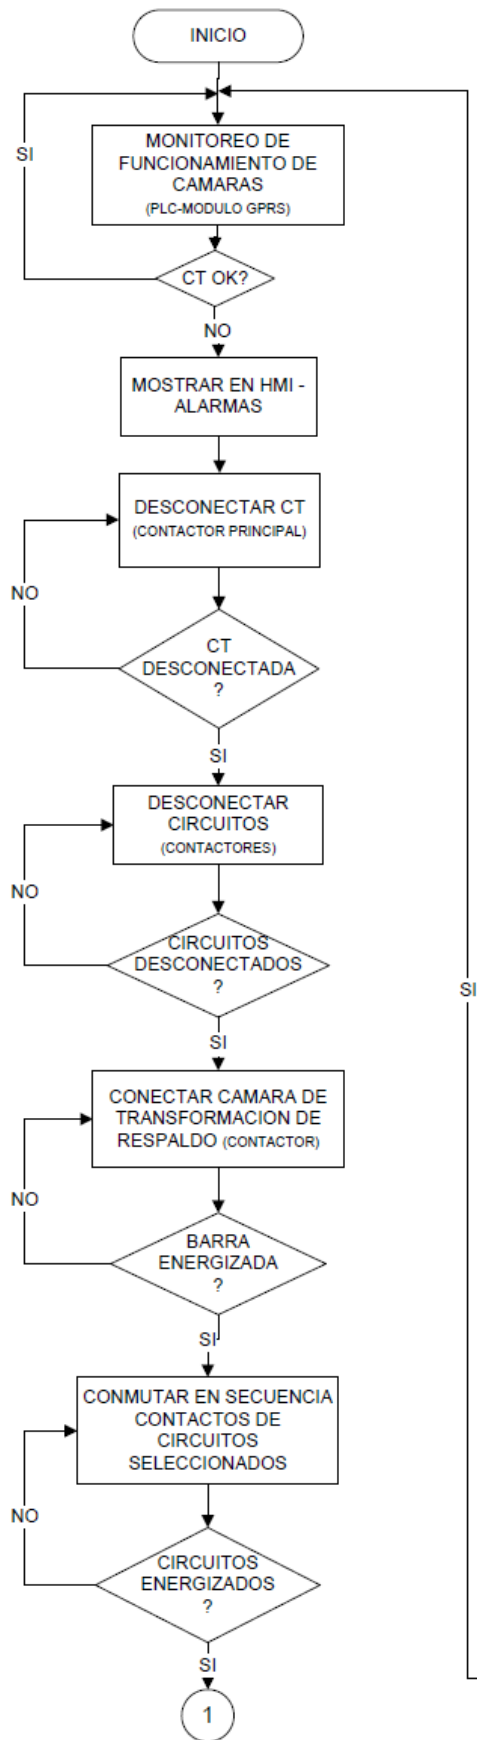 INICIO
SI
MONITOREO DE
FUNCIONAMIENTO DE
CAMARAS
(PLC-MODULO GPRS)
CT OK?
NO
MOSTRAR EN HMI -
ALARMAS
DESCONECTAR CT
(CONTACTOR PRINCIPAL)
NO
CT
DESCONECTADA
?
SI
DESCONECTAR
CIRCUITOS
(CONTACTORES)
NO
CIRCUITOS
DESCONECTADOS
?
SI
SI
CONECTAR CAMARA DE
TRANSFORMACION DE
RESPALDO (CONTACTOR)
NO
BARRA
ENERGIZADA
?
SI
CONMUTAR EN SECUENCIA
CONTACTOS DE
CIRCUITOS
SELECCIONADOS
NO
CIRCUITOS
ENERGIZADOS
?
SI
1